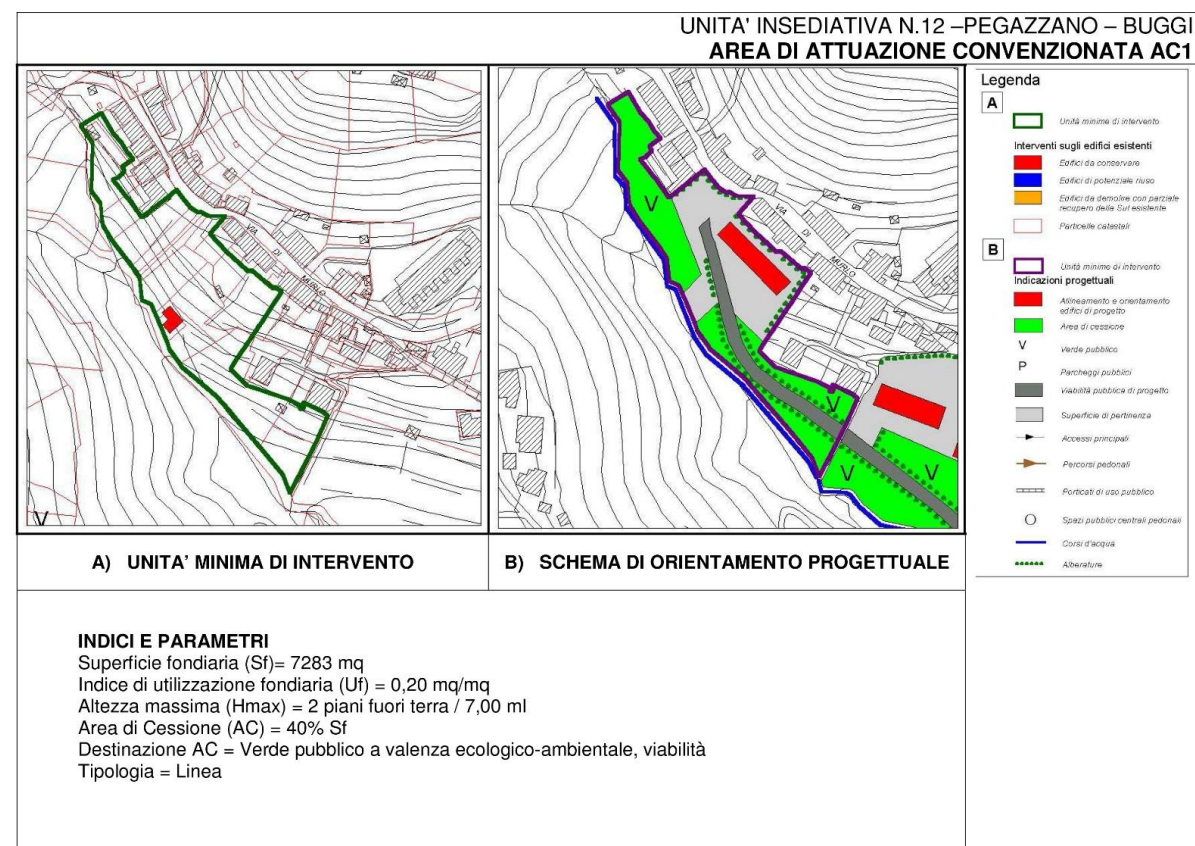 UNITA' INSEDIATIVA N.12 –PEGAZZANO – BUGGI
AREA DI ATTUAZIONE CONVENZIONATA AC1
VIA DI MURLO
V
A) UNITA' MINIMA DI INTERVENTO
V
V
V
V
VIA DI MURLO
B) SCHEMA DI ORIENTAMENTO PROGETTUALE
Legenda
A
Unità minime di intervento
Interventi sugli edifici esistenti
Edifici da conservare
Edifici di potenziale riuso
Edifici da demolire con parziale
recupero della Sul esistente
Particelle catastali
B
Unità minime di intervento
Indicazioni progettuali
Allineamento e orientamento
edifici di progetto
Area di cessione
V Verde pubblico
P Parcheggi pubblici
Viabilità pubblica di progetto
Superficie di pertinenza
Accessi principali
Percorsi pedonali
Porticati di uso pubblico
Spazi pubblici centrali pedonali
Corsi d'acqua
Alberature
INDICI E PARAMETRI
Superficie fondiaria (Sf)= 7283 mq
Indice di utilizzazione fondiaria (Uf) = 0,20 mq/mq
Altezza massima (Hmax) = 2 piani fuori terra / 7,00 ml
Area di Cessione (AC) = 40% Sf
Destinazione AC = Verde pubblico a valenza ecologico-ambientale, viabilità
Tipologia = Linea